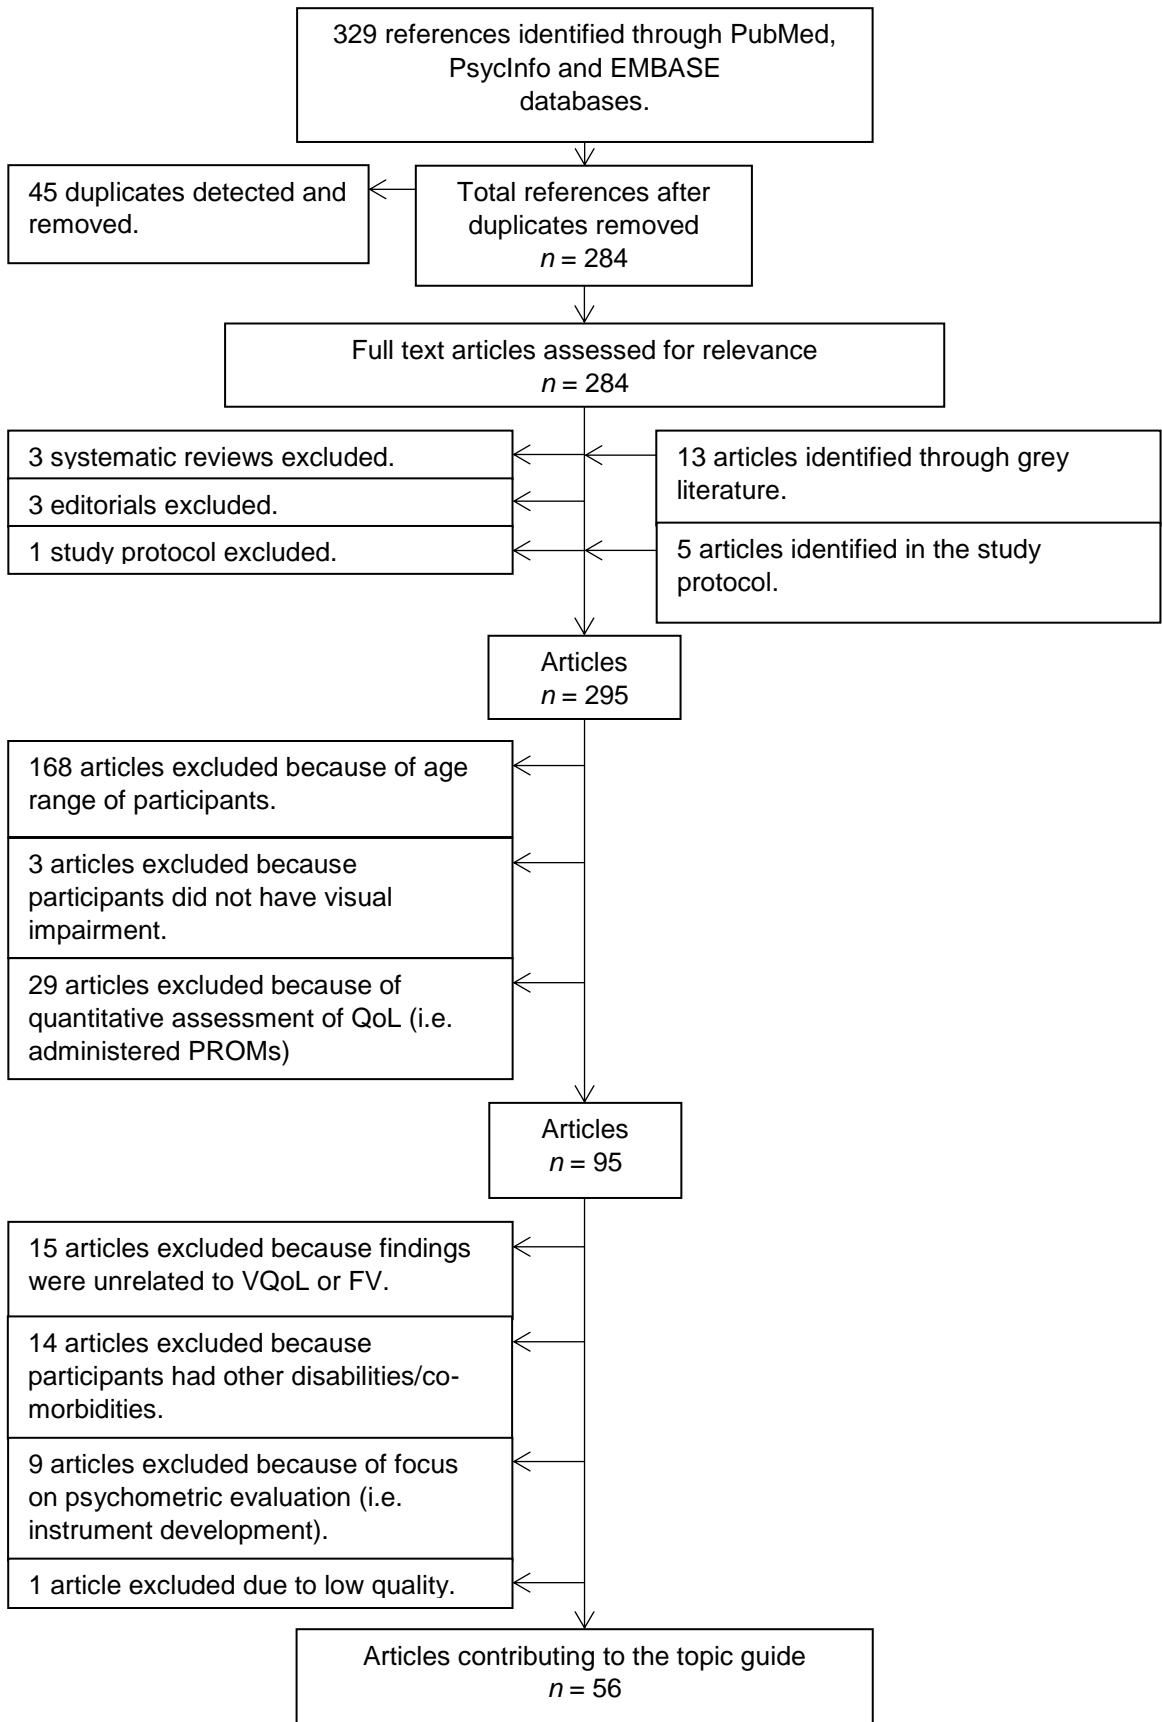 329 references identified through PubMed,
PsycInfo and EMBASE
databases.
45 duplicates detected and
removed.
Total references after
duplicates removed
n = 284
Full text articles assessed for relevance
n = 284
3 systematic reviews excluded.
3 editorials excluded.
1 study protocol excluded.
13 articles identified through grey
literature.
5 articles identified in the study
protocol.
Articles
n = 295
168 articles excluded because of age
range of participants.
3 articles excluded because
participants did not have visual
impairment.
29 articles excluded because of
quantitative assessment of QoL (i.e.
administered PROMs)
Articles
n = 95
15 articles excluded because findings
were unrelated to VQoL or FV.
14 articles excluded because
participants had other disabilities/co-
morbidities.
9 articles excluded because of focus
on psychometric evaluation (i.e.
instrument development).
1 article excluded due to low quality.
Articles contributing to the topic guide
n = 56